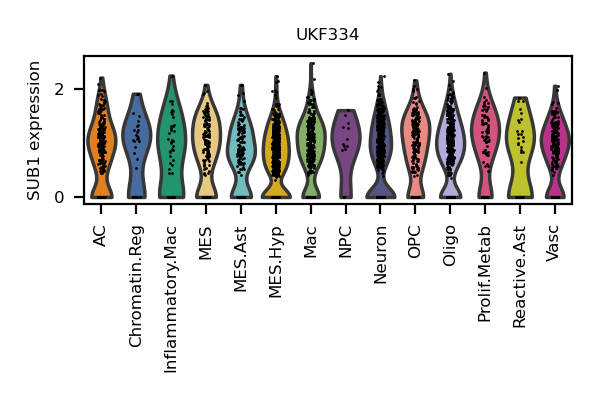 UKF334
SUB1 expression
2
0
AC
Chromatin.Reg
Inflammatory.Mac
MES
MES.Ast
MES.Hyp
Mac
NPC
Neuron
OPC
Oligo
Prolif.Metab
Reactive.Ast
Vasc